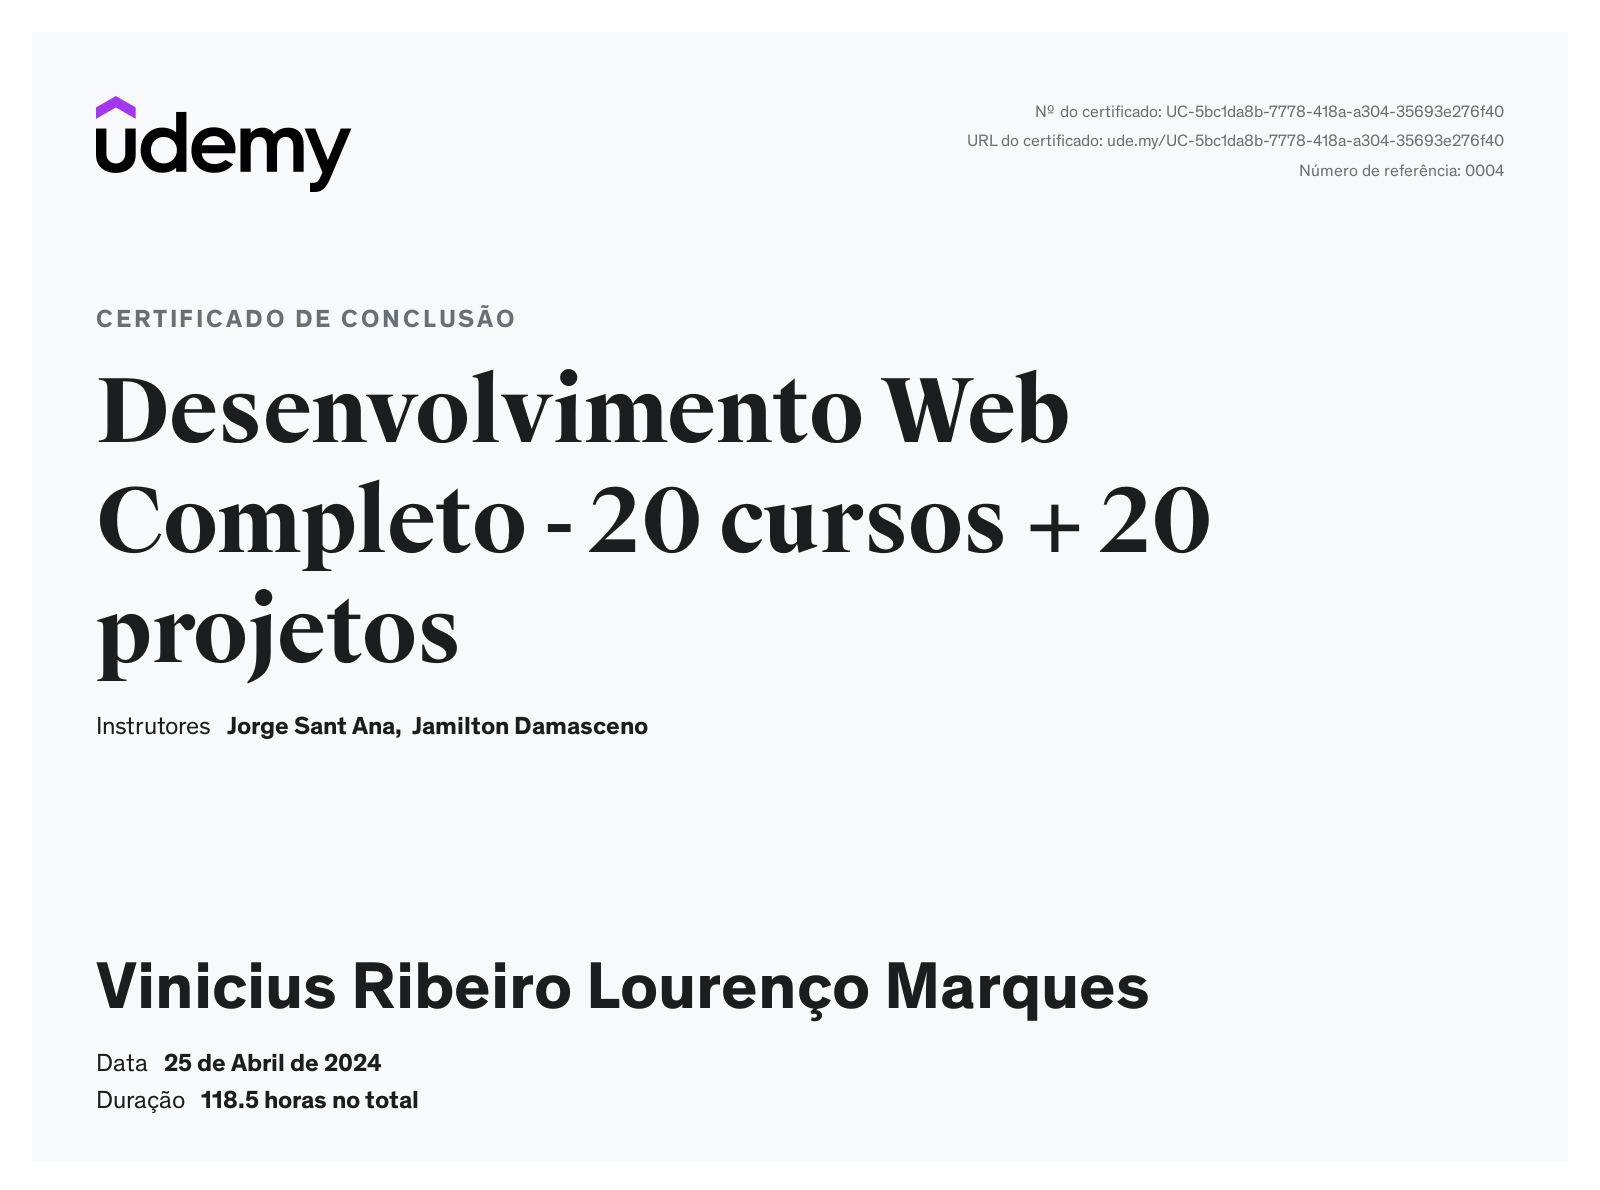 udemy
Nº do certificado: UC-5bc1da8b-7778-418a-a304-35693e276f40
URL do certificado: ude.my/UC-5bc1da8b-7778-418a-a304-35693e276f40
Número de referência: 0004
CERTIFICADO DE CONCLUSÃO
Desenvolvimento Web
Completo - 20 cursos + 20
projetos
Instrutores Jorge Sant Ana, Jamilton Damasceno
Vinicius Ribeiro Lourenço Marques
Data 25 de Abril de 2024
Duração 118.5 horas no total